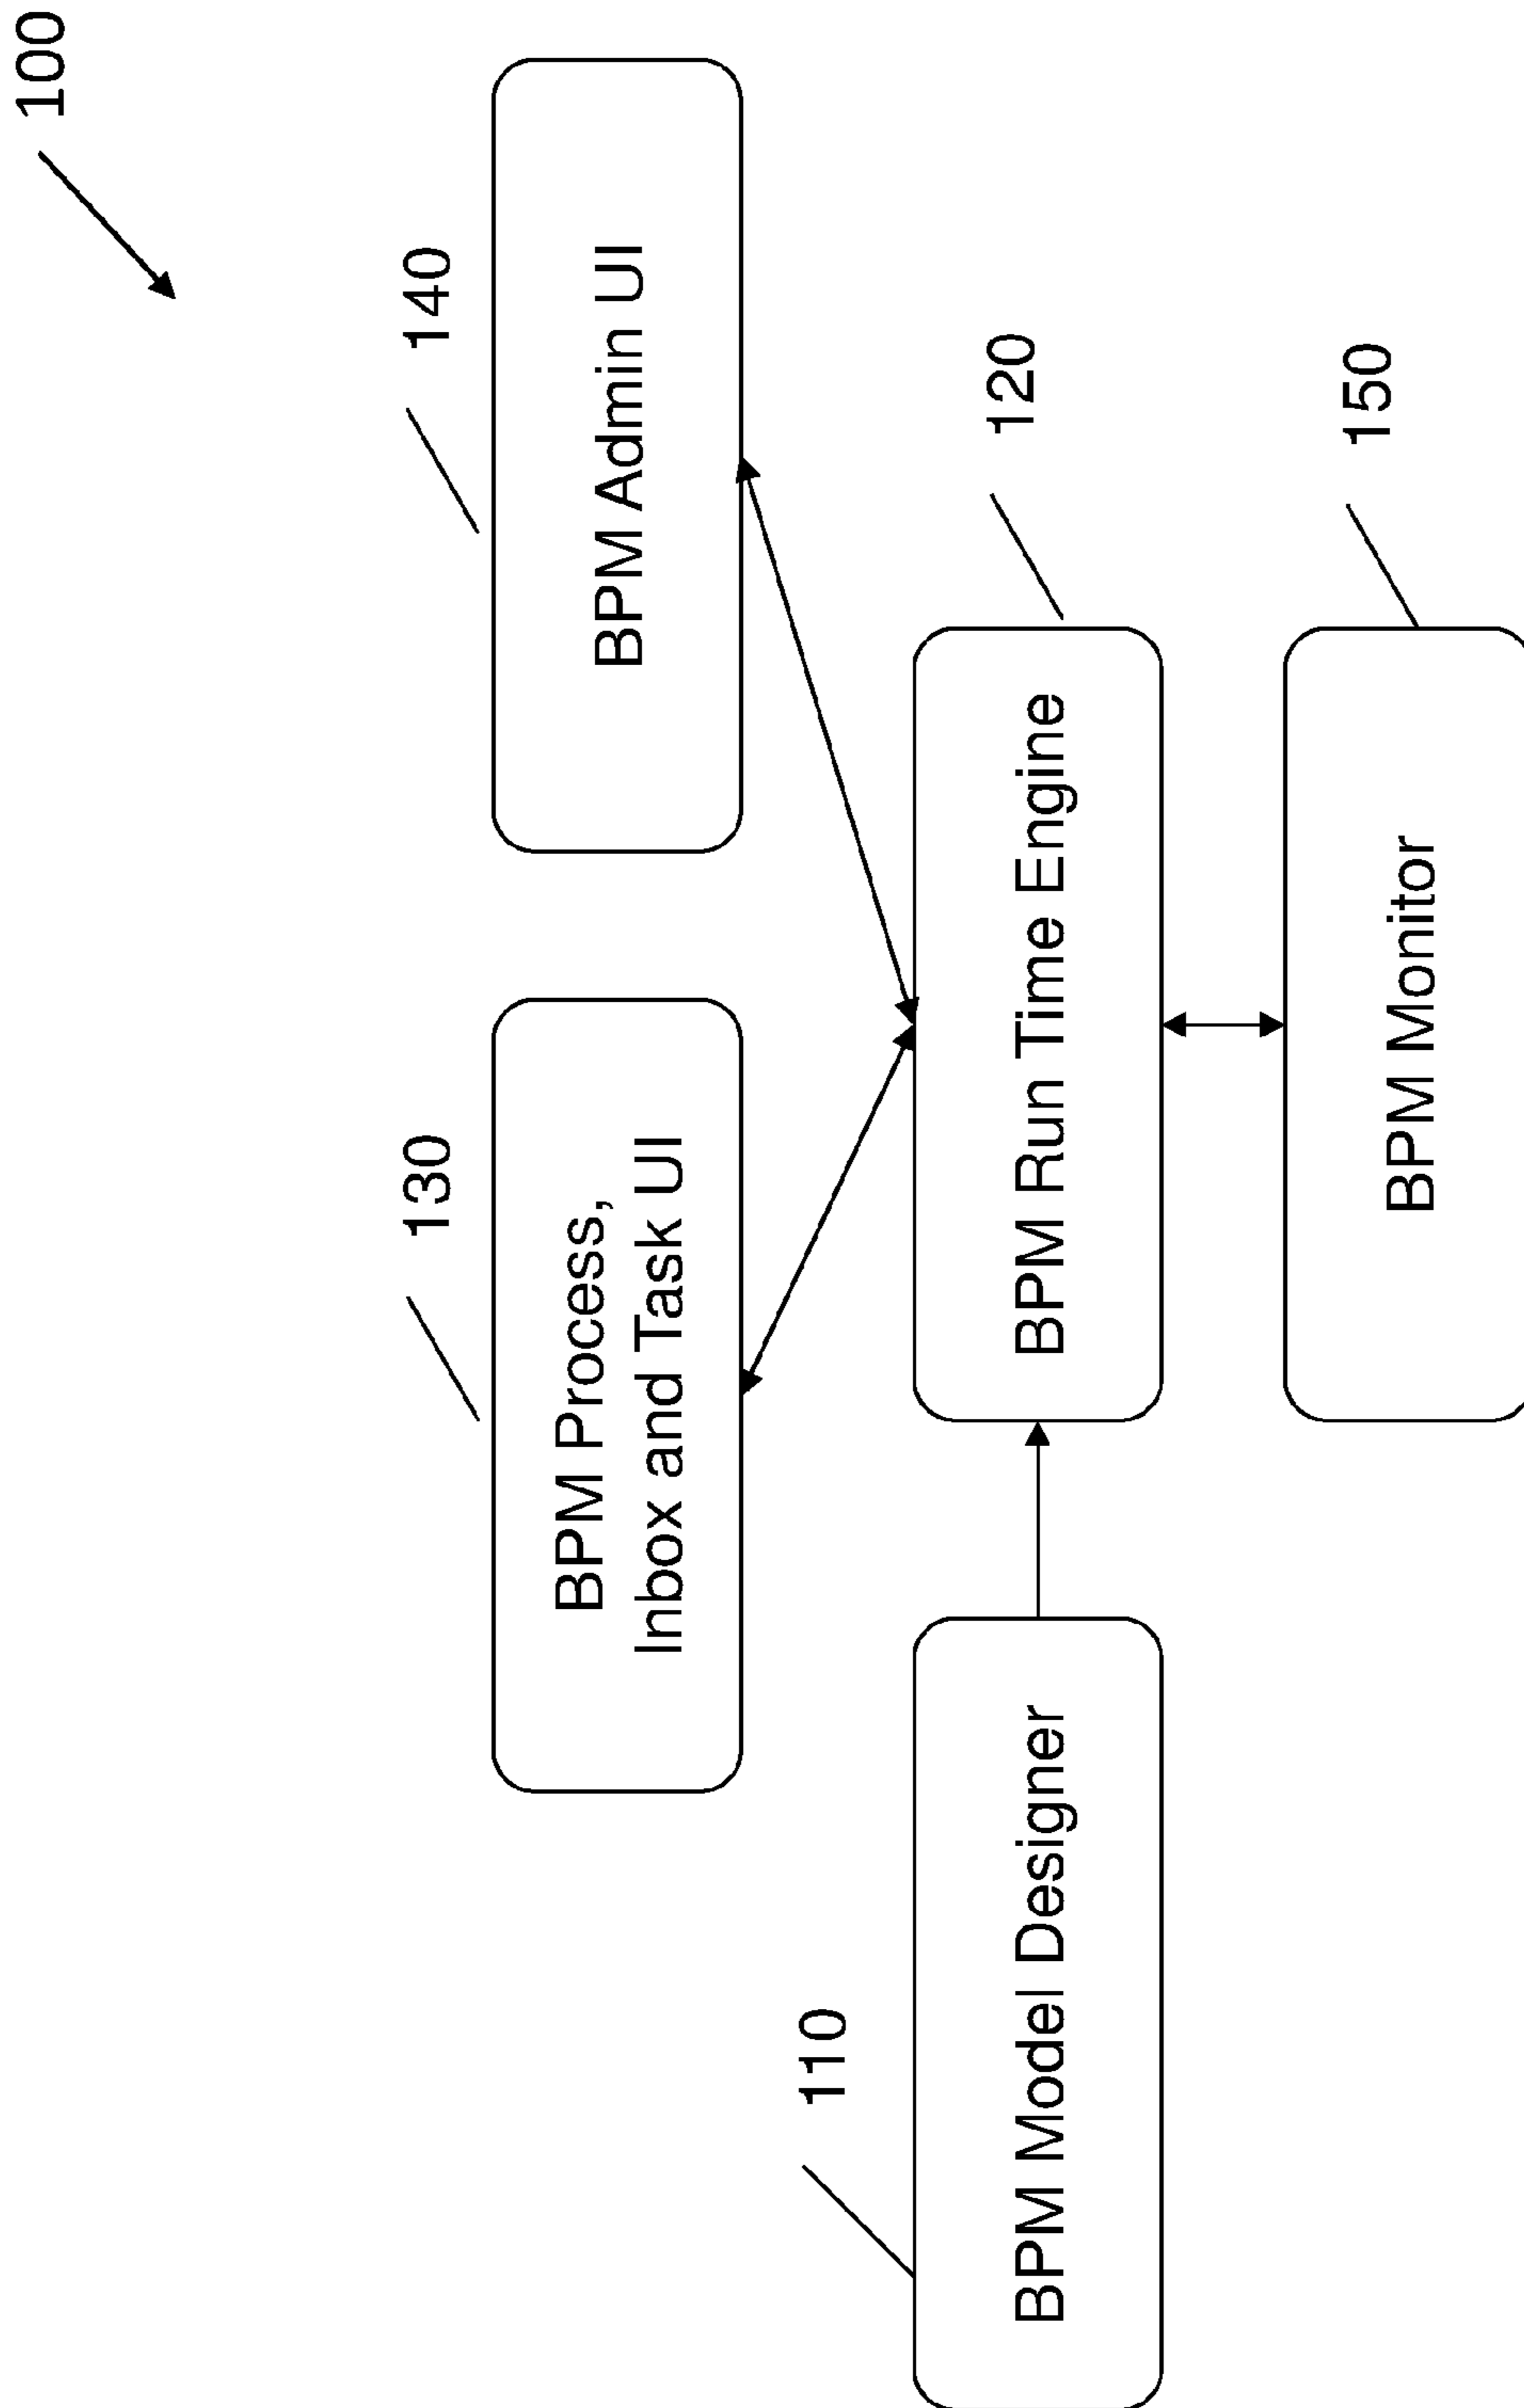 100
140
BPM Admin UI
130
BPM Process,
Inbox and Task UI
120
BPM Run Time Engine
110
BPM Model Designer
150
BPM Monitor